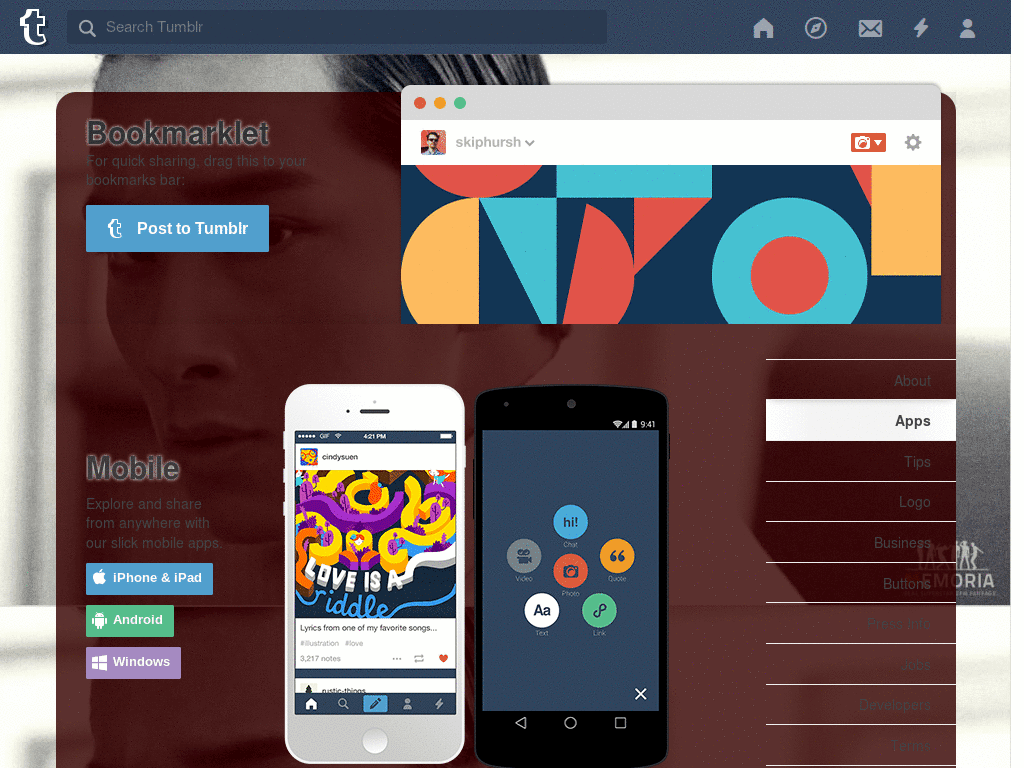 Search Tumblr
Bookmarklet
For quick sharing, drag this to your
bookmarks bar:
Post to Tumblr
skiphursh
About
Apps
Tips
Logo
Business
Buttons
Jobs
Developers
Terms
EMORIA
Mobile
Explore and share
from anywhere with
our slick mobile apps.
iPhone & iPad
Android
Windows
GIF
4:21 PM
cindysuen
LOVE IS A
riddle
Lyrics from one of my favorite songs...
#illustration #love
3,217 notes
rustic-things
9:41
hi!
Chat
Video
Photo
Quote
Aa
Text
Link